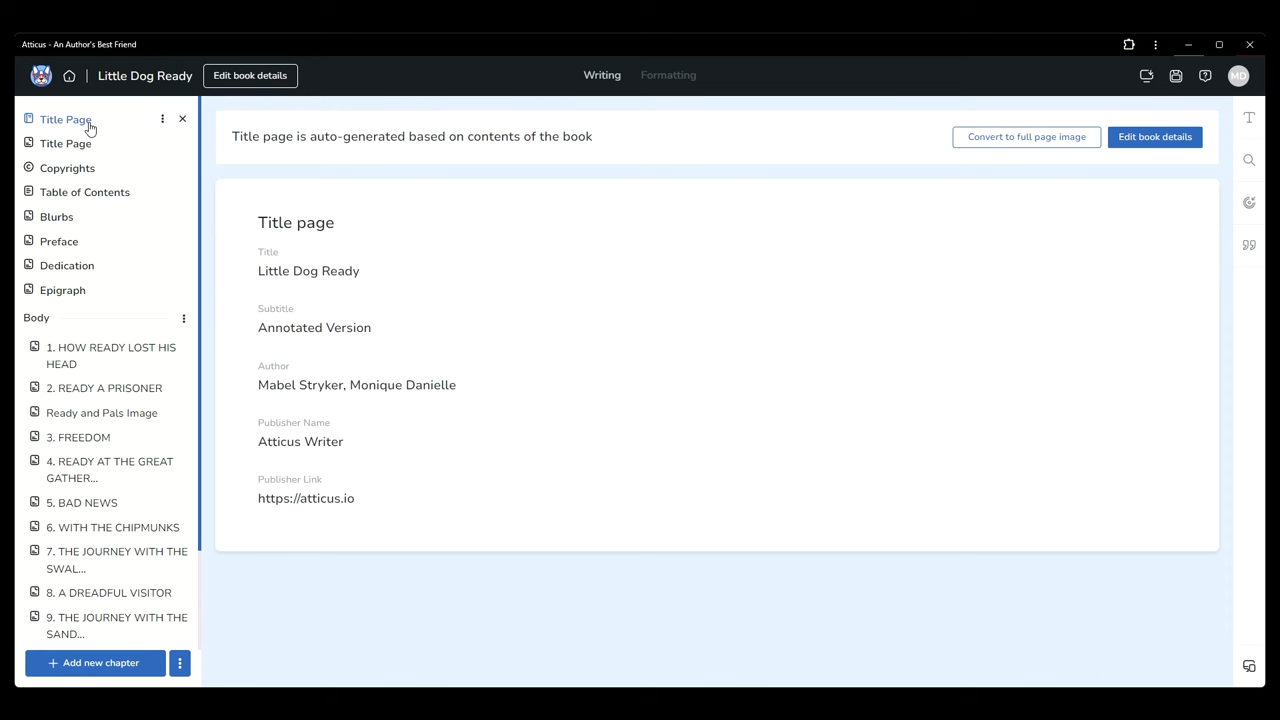 Atticus - An Author's Best Friend
Little Dog Ready
Edit book details
Writing
Formatting
MD
Title Page
Title Page
Copyrights
Table of Contents
Blurbs
Preface
Dedication
Epigraph
Body
1. HOW READY LOST HIS
HEAD
2. READY A PRISONER
Ready and Pals Image
3. FREEDOM
4. READY AT THE GREAT
GATHER...
5. BAD NEWS
6. WITH THE CHIPMUNKS
7. THE JOURNEY WITH THE
SWAL...
8. A DREADFUL VISITOR
9. THE JOURNEY WITH THE
SAND...
+ Add new chapter
Title page is auto-generated based on contents of the book
Convert to full page image
Edit book details
Title page
Title
Little Dog Ready
Subtitle
Annotated Version
Author
Mabel Stryker, Monique Danielle
Publisher Name
Atticus Writer
Publisher Link
https://atticus.io